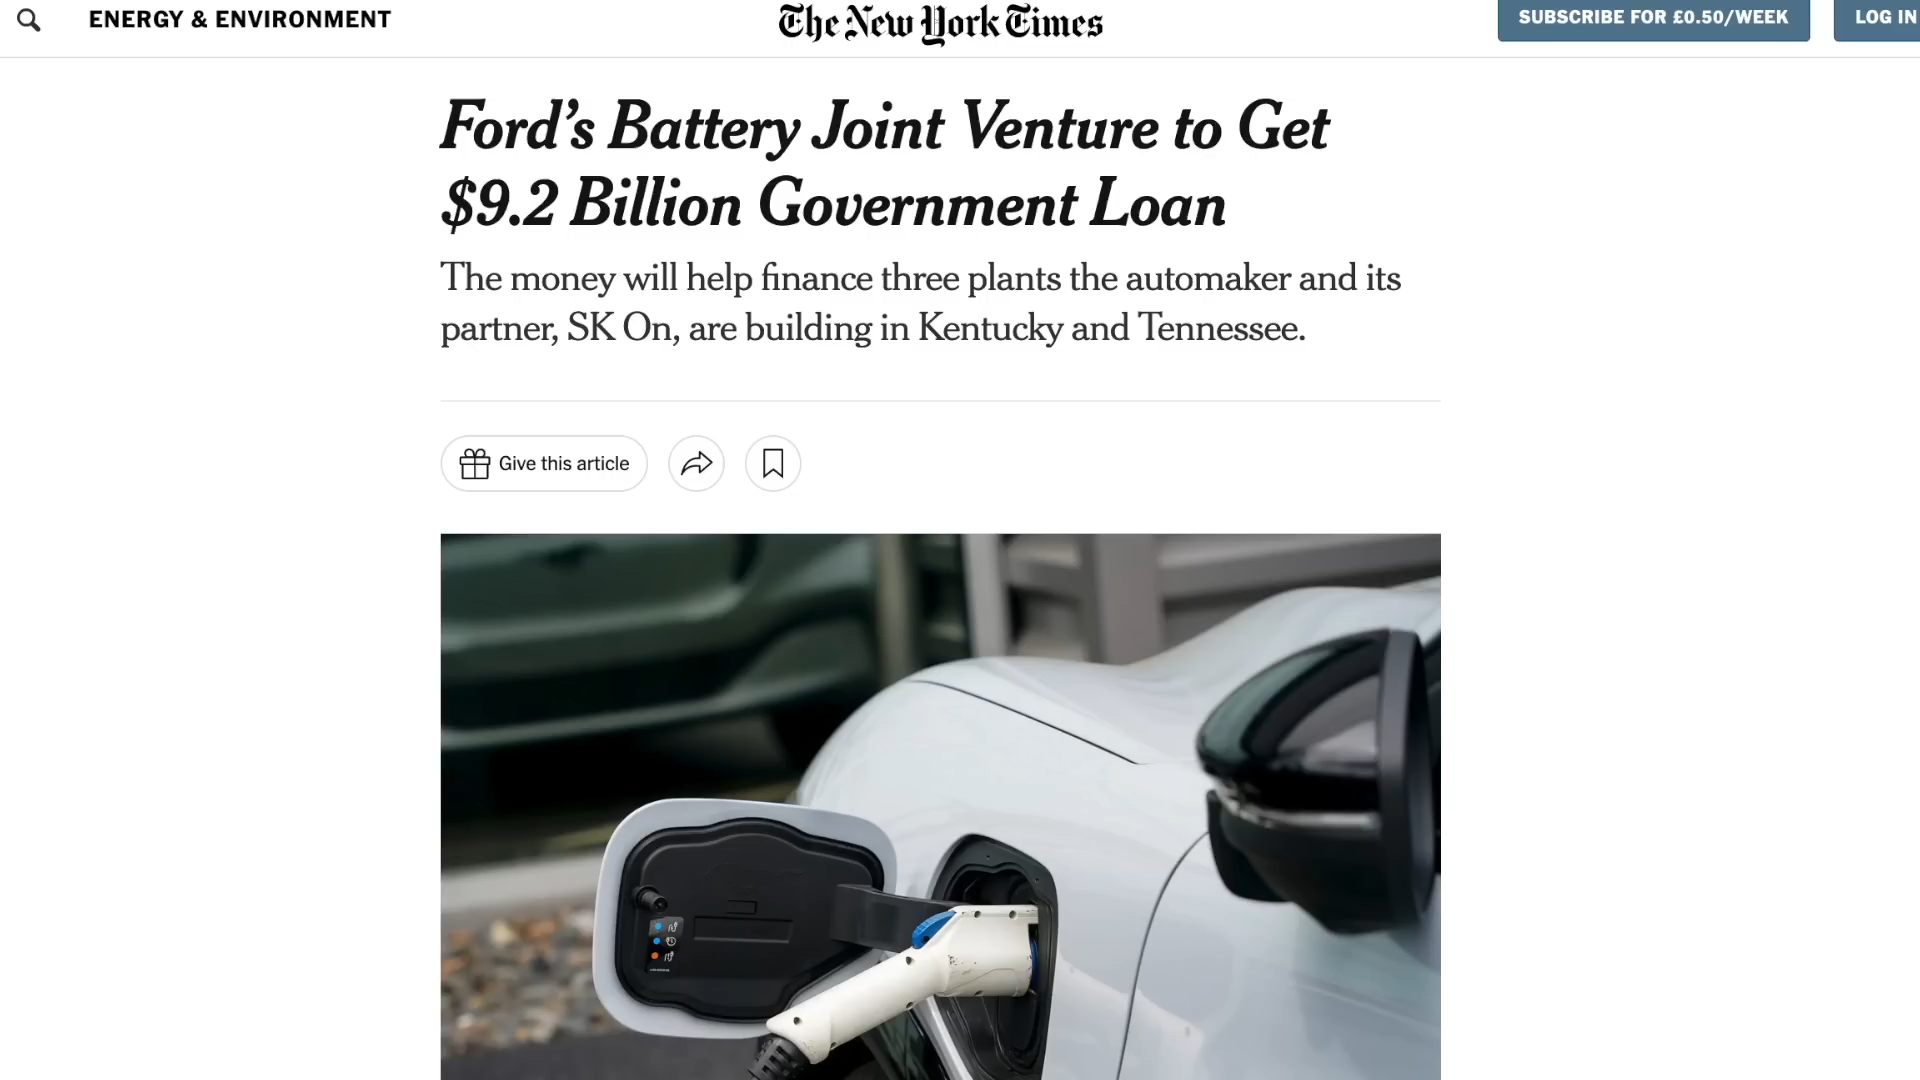 ENERGY & ENVIRONMENT
The New York Times
SUBSCRIBE FOR £0.50/WEEK
LOG IN
Ford’s Battery Joint Venture to Get
$9.2 Billion Government Loan
The money will help finance three plants the automaker and its
partner, SK On, are building in Kentucky and Tennessee.
Give this article